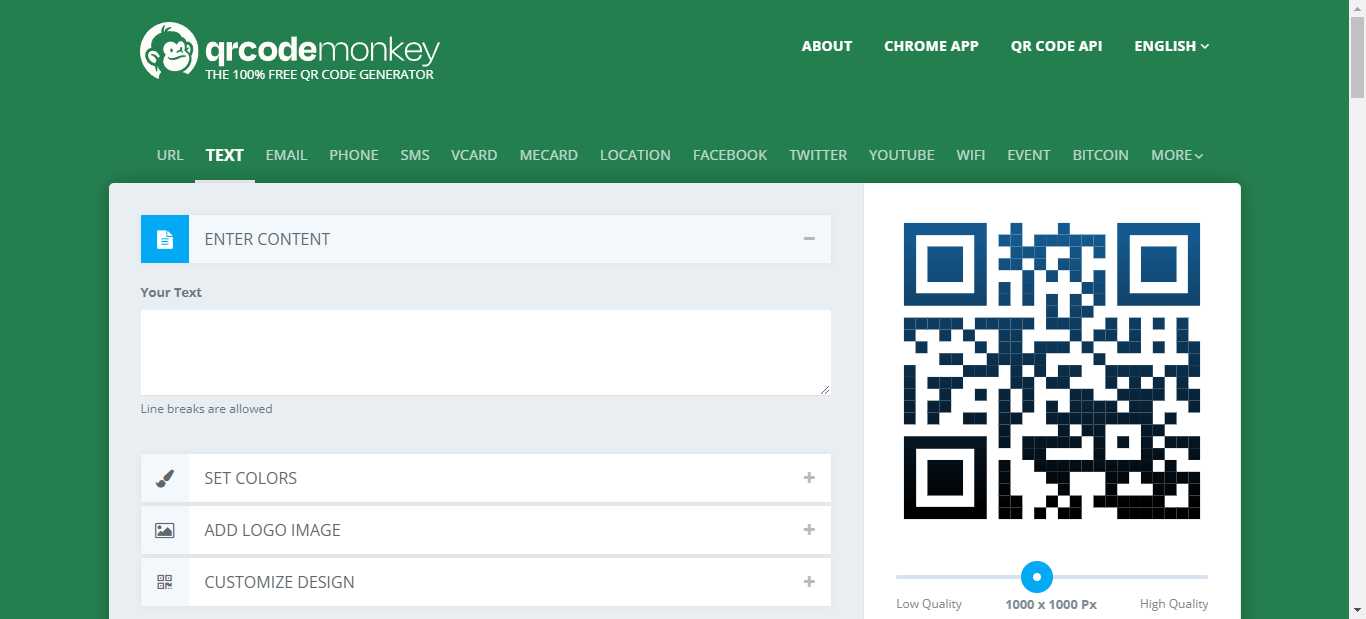 qrcodemonkey
THE 100% FREE QR CODE GENERATOR
ABOUT CHROME APP QR CODE API ENGLISH
URL TEXT EMAIL PHONE SMS VCARD MECARD LOCATION FACEBOOK TWITTER YOUTUBE WIFI EVENT BITCOIN MORE
ENTER CONTENT
Your Text
Line breaks are allowed
SET COLORS
ADD LOGO IMAGE
CUSTOMIZE DESIGN
Low Quality 1000 x 1000 Px High Quality